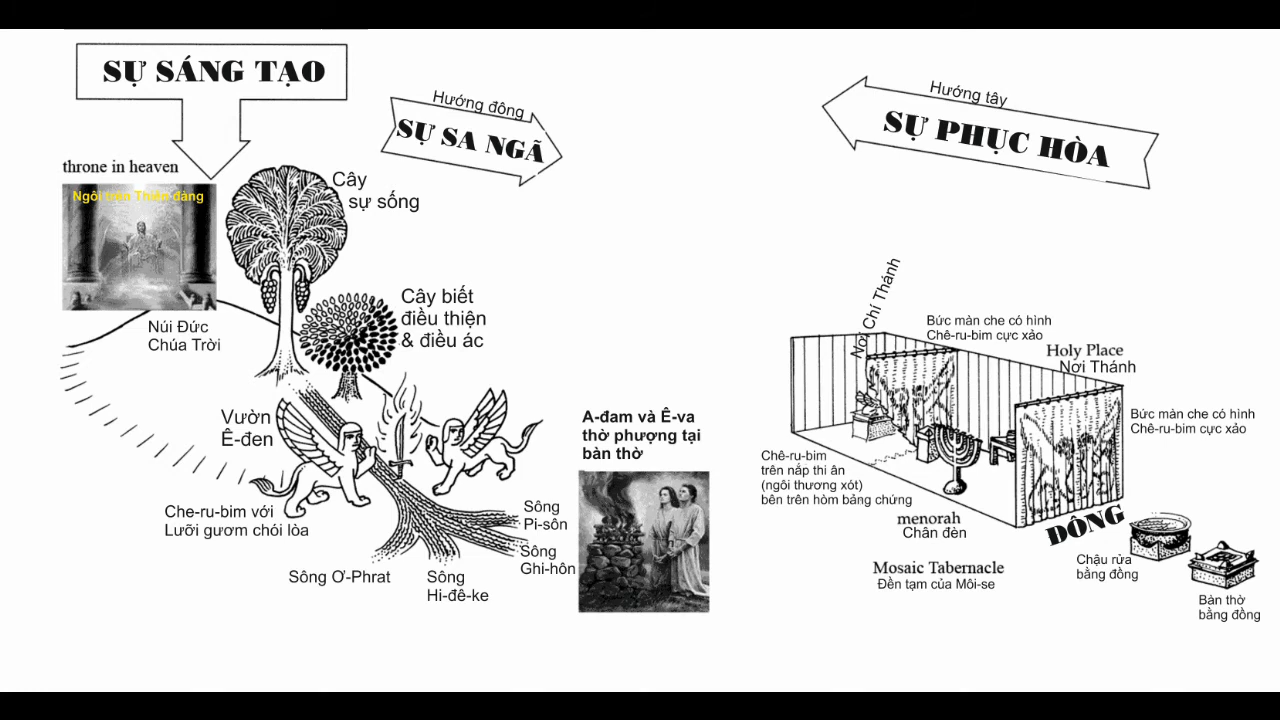 SỰ SÁNG TẠO
Hướng đông
SỰ SA NGÃ
Hướng tây
SỰ PHỤC HÒA
throne in heaven
Ngôi trên Thiên đàng
Cây
sự sống
Núi Đức
Chúa Trời
Cây biết
điều thiện
& điều ác
Vườn
Ê-đen
A-đam và Ê-va
thờ phượng tại
bàn thờ
Che-ru-bim với
Lưỡi gươm chói lòa
Sông
Pi-sôn
Sông
Ghi-hôn
Sông Ơ-Phrat
Sông
Hi-đê-ke
Nơi Chí Thánh
Bức màn che có hình
Chê-ru-bim cực xảo
Holy Place
Nơi Thánh
Bức màn che có hình
Chê-ru-bim cực xảo
Chê-ru-bim
trên nắp thi ân
(ngôi thương xót)
bên trên hòm bảng chứng
menorah
Chân đèn
ĐÔNG
Mosaic Tabernacle
Đền tạm của Môi-se
Chậu rửa
bằng đồng
Bàn thờ
bằng đồng